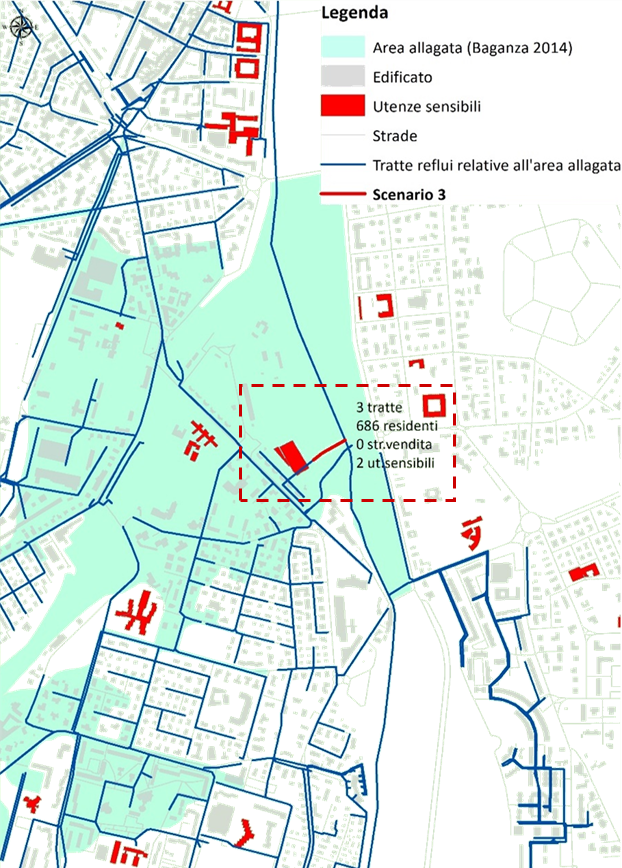 Legenda
Area allagata (Baganza 2014)
Edificato
Utenze sensibili
Strade
Tratte reflui relative all'area allagata
Scenario 3
3 tratte
686 residenti
0 str.vendita
2 ut.sensibili